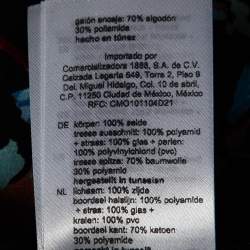 galón encaje: 70% algodón
30% poliamida
hecho en túnez
Importado por
Comercializadora 1888, S.A. de C.V.
Calzada Legaria 549, Torre 2, Piso 9
Del. Miguel Hidalgo, Col. 10 de abril,
C.P. 11250 Ciudad de México, México
RFC: CMO101104D21
DE körper: 100% seide
tresse ausschnitt: 100% polyamid
+ strass: 100% glas + perlen:
100% polyvinylchlorid (pvc)
tresse spitze: 70% baumwolle
30% polyamid
hergestellt in tunesien
NL lichaam: 100% zijde
boordsel halslijn: 100% polyamide
+ stras: 100% glas +
kralen: 100% pvc
boordsel kant: 70% katoen
30% polyamide